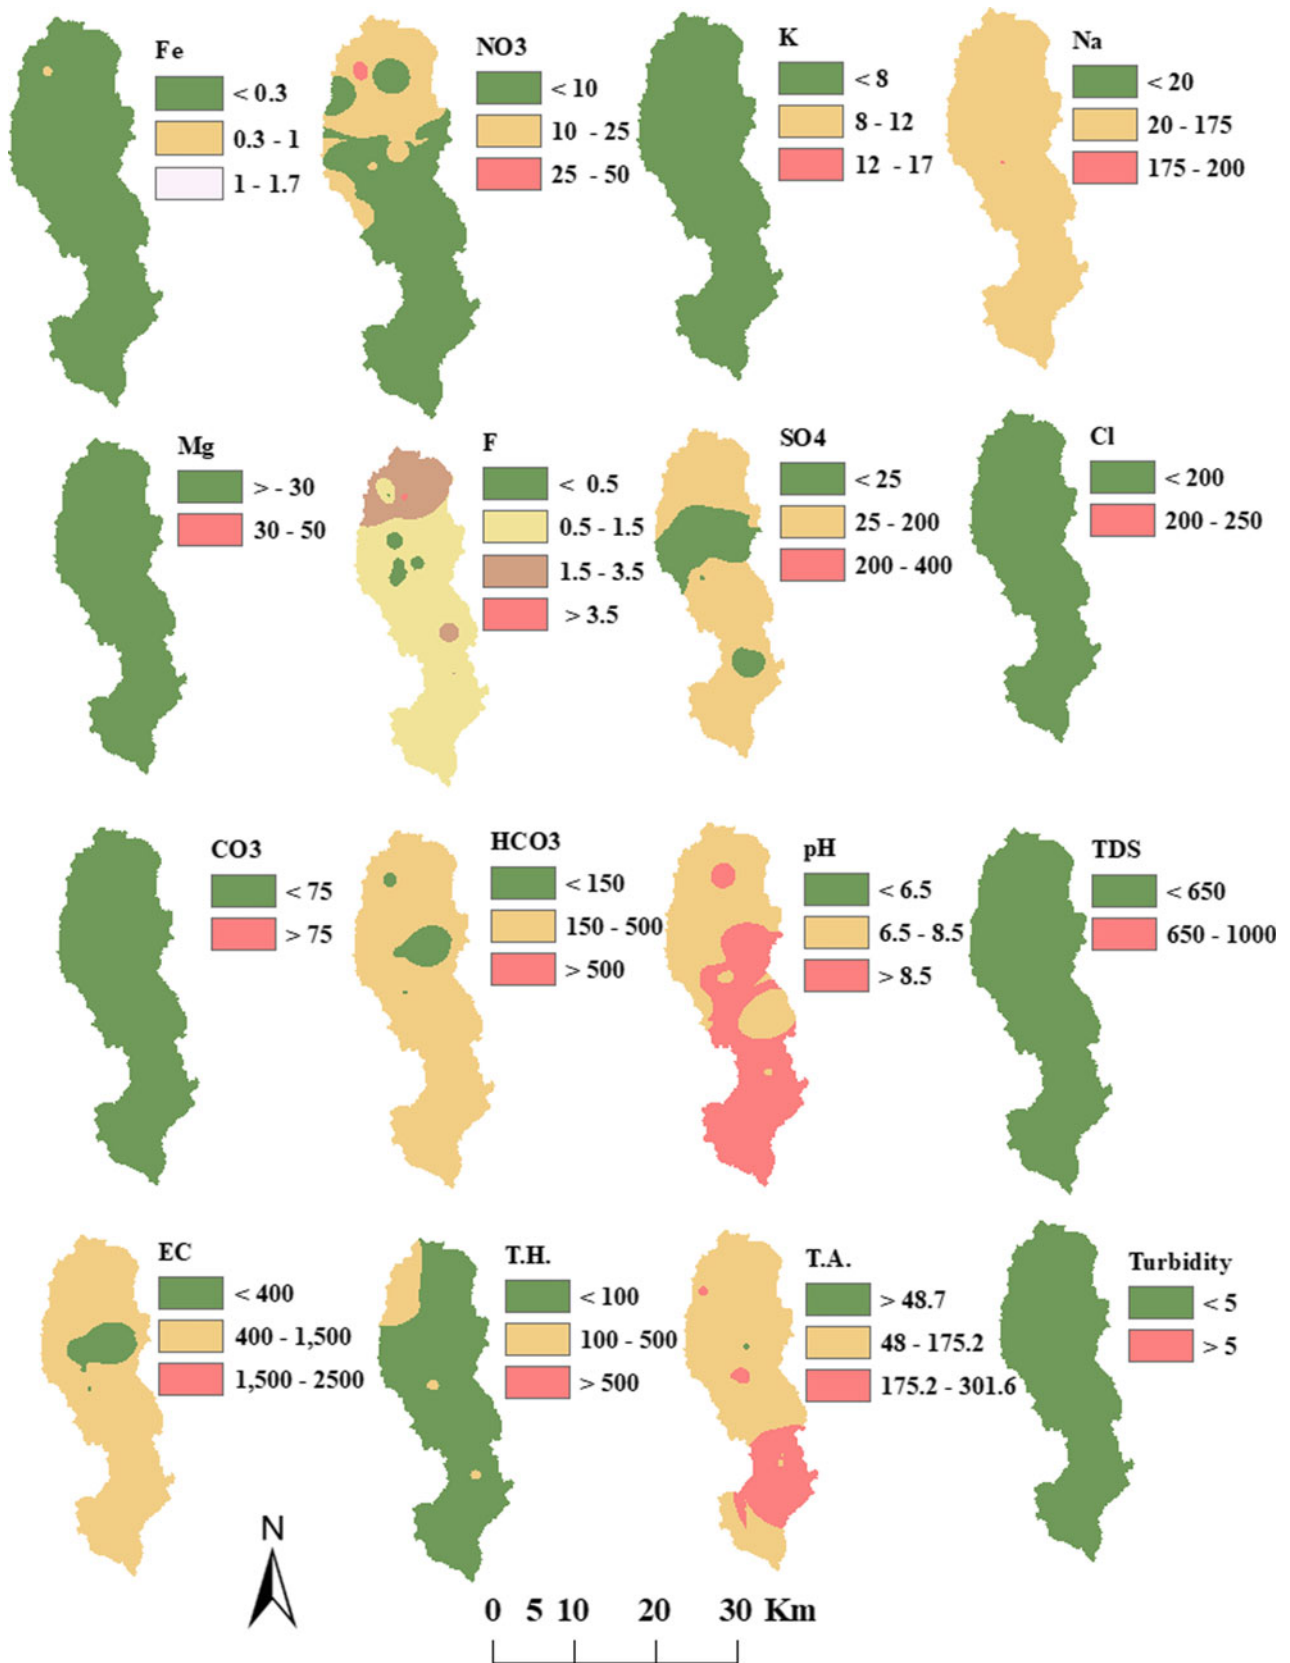 Fe
< 0.3
0.3 - 1
1 - 1.7
NO3
< 10
10 - 25
25 - 50
K
< 8
8 - 12
12 - 17
Na
< 20
20 - 175
175 - 200
Mg
> - 30
30 - 50
F
< 0.5
0.5 - 1.5
1.5 - 3.5
> 3.5
SO4
< 25
25 - 200
200 - 400
Cl
< 200
200 - 250
CO3
< 75
> 75
HCO3
< 150
150 - 500
> 500
pH
< 6.5
6.5 - 8.5
> 8.5
TDS
< 650
650 - 1000
EC
< 400
400 - 1,500
1,500 - 2500
T.H.
< 100
100 - 500
> 500
T.A.
> 48.7
48 - 175.2
175.2 - 301.6
Turbidity
< 5
> 5
N
0 5 10 20 30 Km